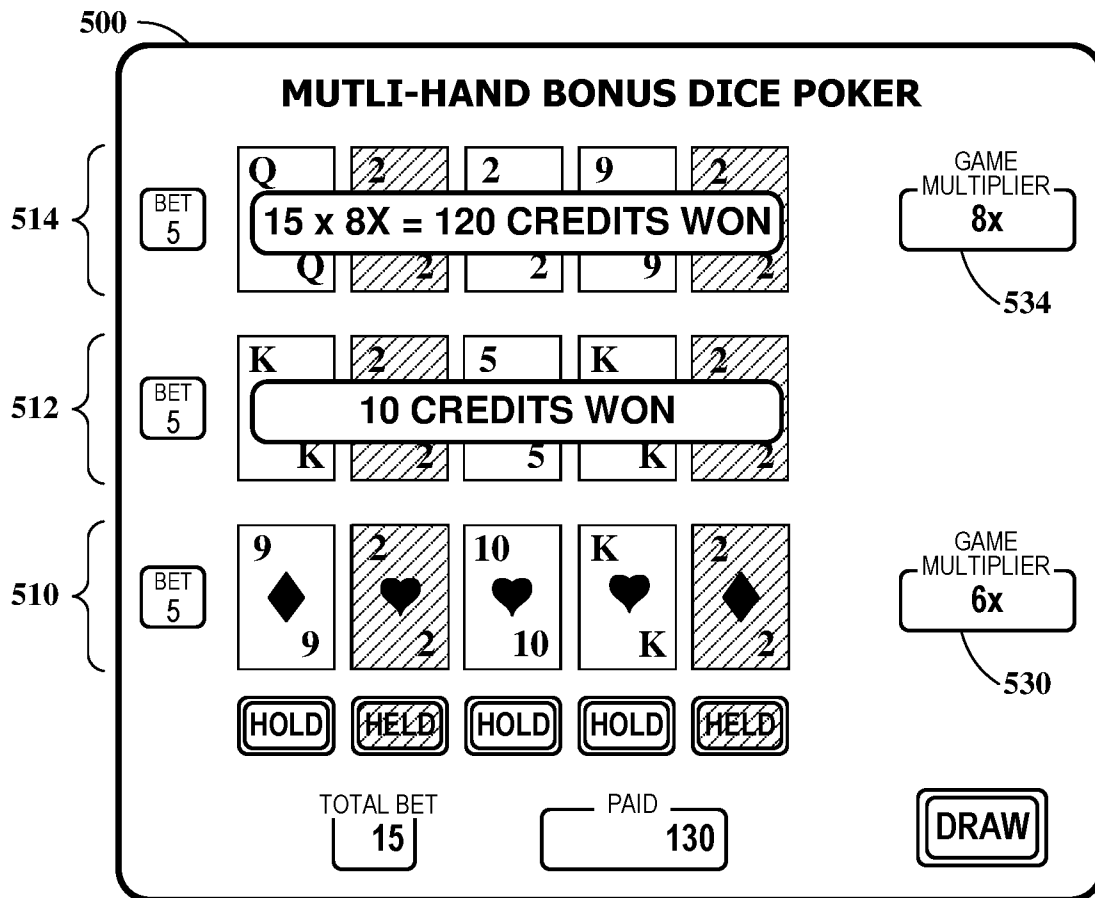 500
MUTLI-HAND BONUS DICE POKER
514
BET
5
Q 2 2 9 2
15 x 8X = 120 CREDITS WON
Q 2 2 9 2
GAME
MULTIPLIER
8x
534
512
BET
5
K 2 5 K 2
10 CREDITS WON
K 2 5 K 2
510
BET
5
9 2 10 K 2
9 2 10 K 2
GAME
MULTIPLIER
6x
530
HOLD HELD HOLD HOLD HELD
TOTAL BET
15
PAID
130
DRAW